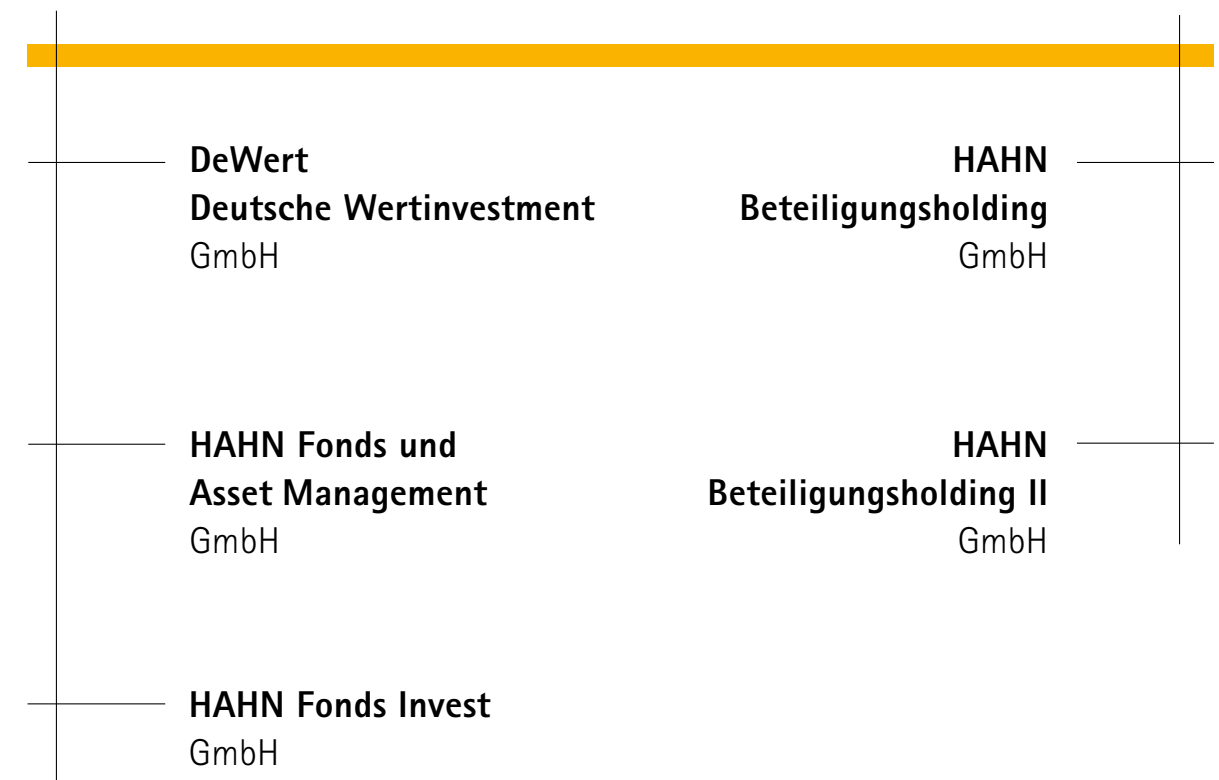 DeWert
Deutsche Wertinvestment
GmbH
HAHN
Beteiligungsholding
GmbH
HAHN Fonds und
Asset Management
GmbH
HAHN
Beteiligungsholding II
GmbH
HAHN Fonds Invest
GmbH